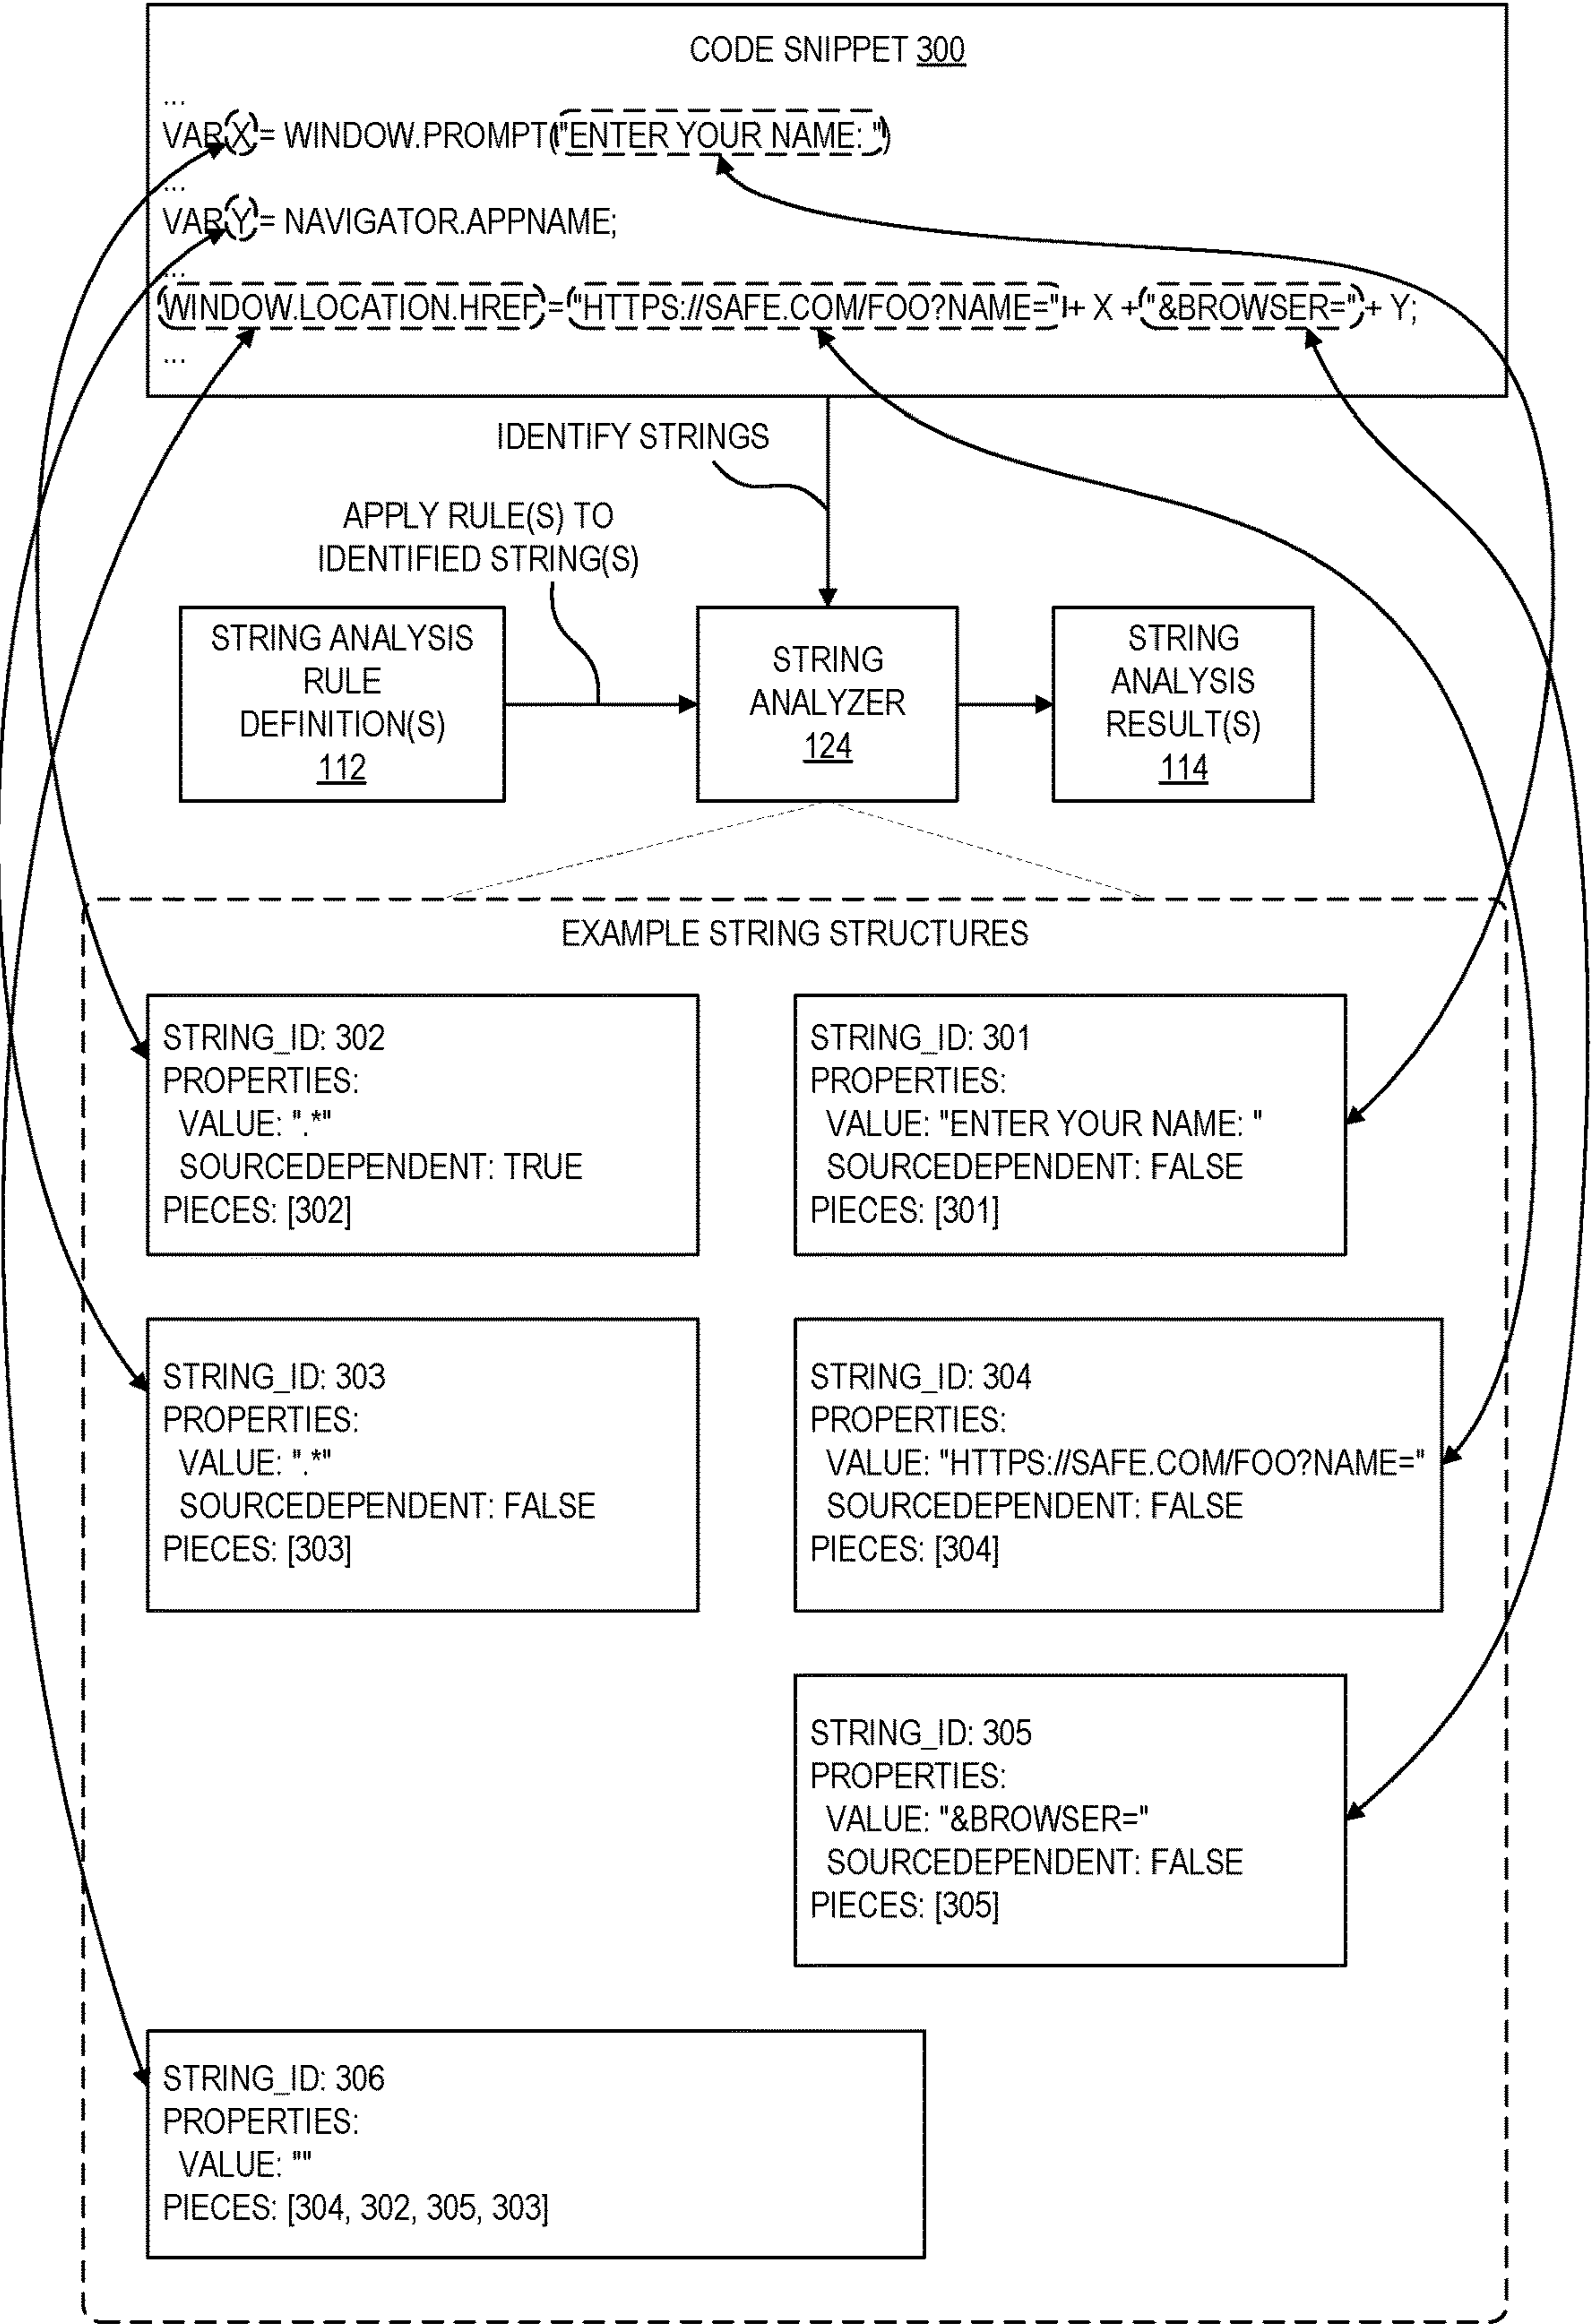 CODE SNIPPET 300
...
VAR X = WINDOW.PROMPT("ENTER YOUR NAME: ")
...
VAR Y = NAVIGATOR.APPNAME;
...
WINDOW.LOCATION.HREF = "HTTPS://SAFE.COM/FOO?NAME=" + X + "&BROWSER=" + Y;
...
IDENTIFY STRINGS
APPLY RULE(S) TO
IDENTIFIED STRING(S)
STRING ANALYSIS
RULE
DEFINITION(S)
112
STRING
ANALYZER
124
STRING
ANALYSIS
RESULT(S)
114
EXAMPLE STRING STRUCTURES
STRING_ID: 302
PROPERTIES:
VALUE: ".*"
SOURCEDEPENDENT: TRUE
PIECES: [302]
STRING_ID: 301
PROPERTIES:
VALUE: "ENTER YOUR NAME: "
SOURCEDEPENDENT: FALSE
PIECES: [301]
STRING_ID: 303
PROPERTIES:
VALUE: ".*"
SOURCEDEPENDENT: FALSE
PIECES: [303]
STRING_ID: 304
PROPERTIES:
VALUE: "HTTPS://SAFE.COM/FOO?NAME="
SOURCEDEPENDENT: FALSE
PIECES: [304]
STRING_ID: 305
PROPERTIES:
VALUE: "&BROWSER="
SOURCEDEPENDENT: FALSE
PIECES: [305]
STRING_ID: 306
PROPERTIES:
VALUE: ""
PIECES: [304, 302, 305, 303]